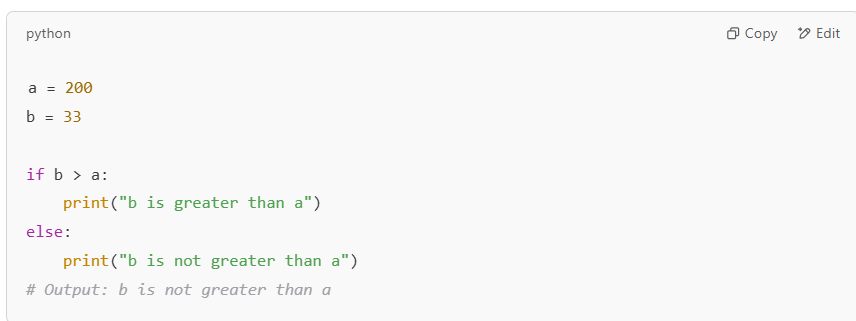 python Copy Edit
a = 200
b = 33
if b > a:
    print("b is greater than a")
else:
    print("b is not greater than a")
# Output: b is not greater than a